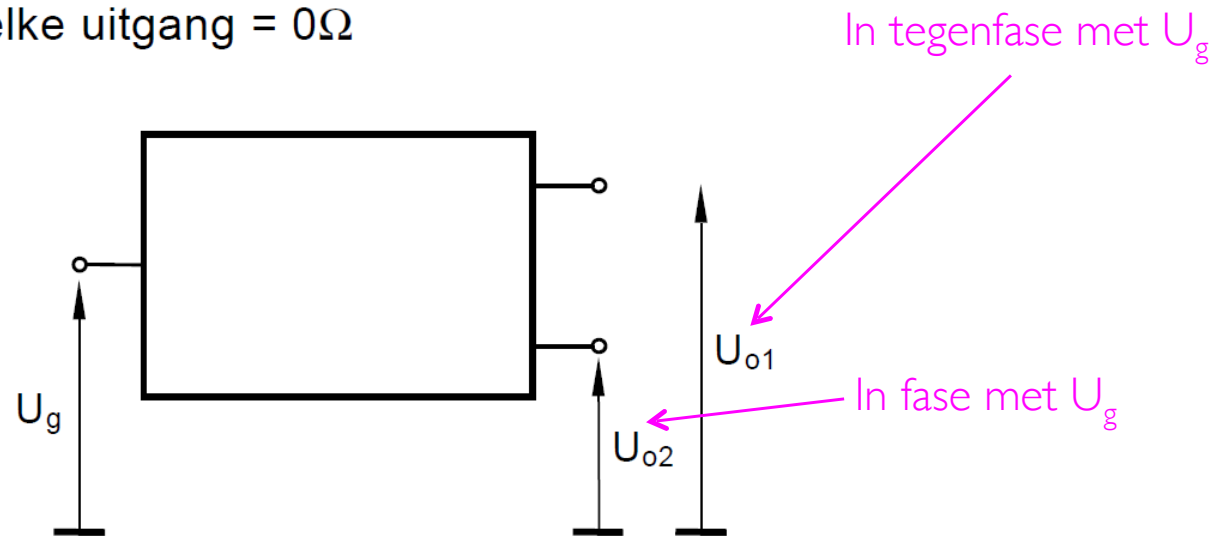 elke uitgang = 0Ω
In tegenfase met Ug
Uo1
In fase met Ug
Ug
Uo2